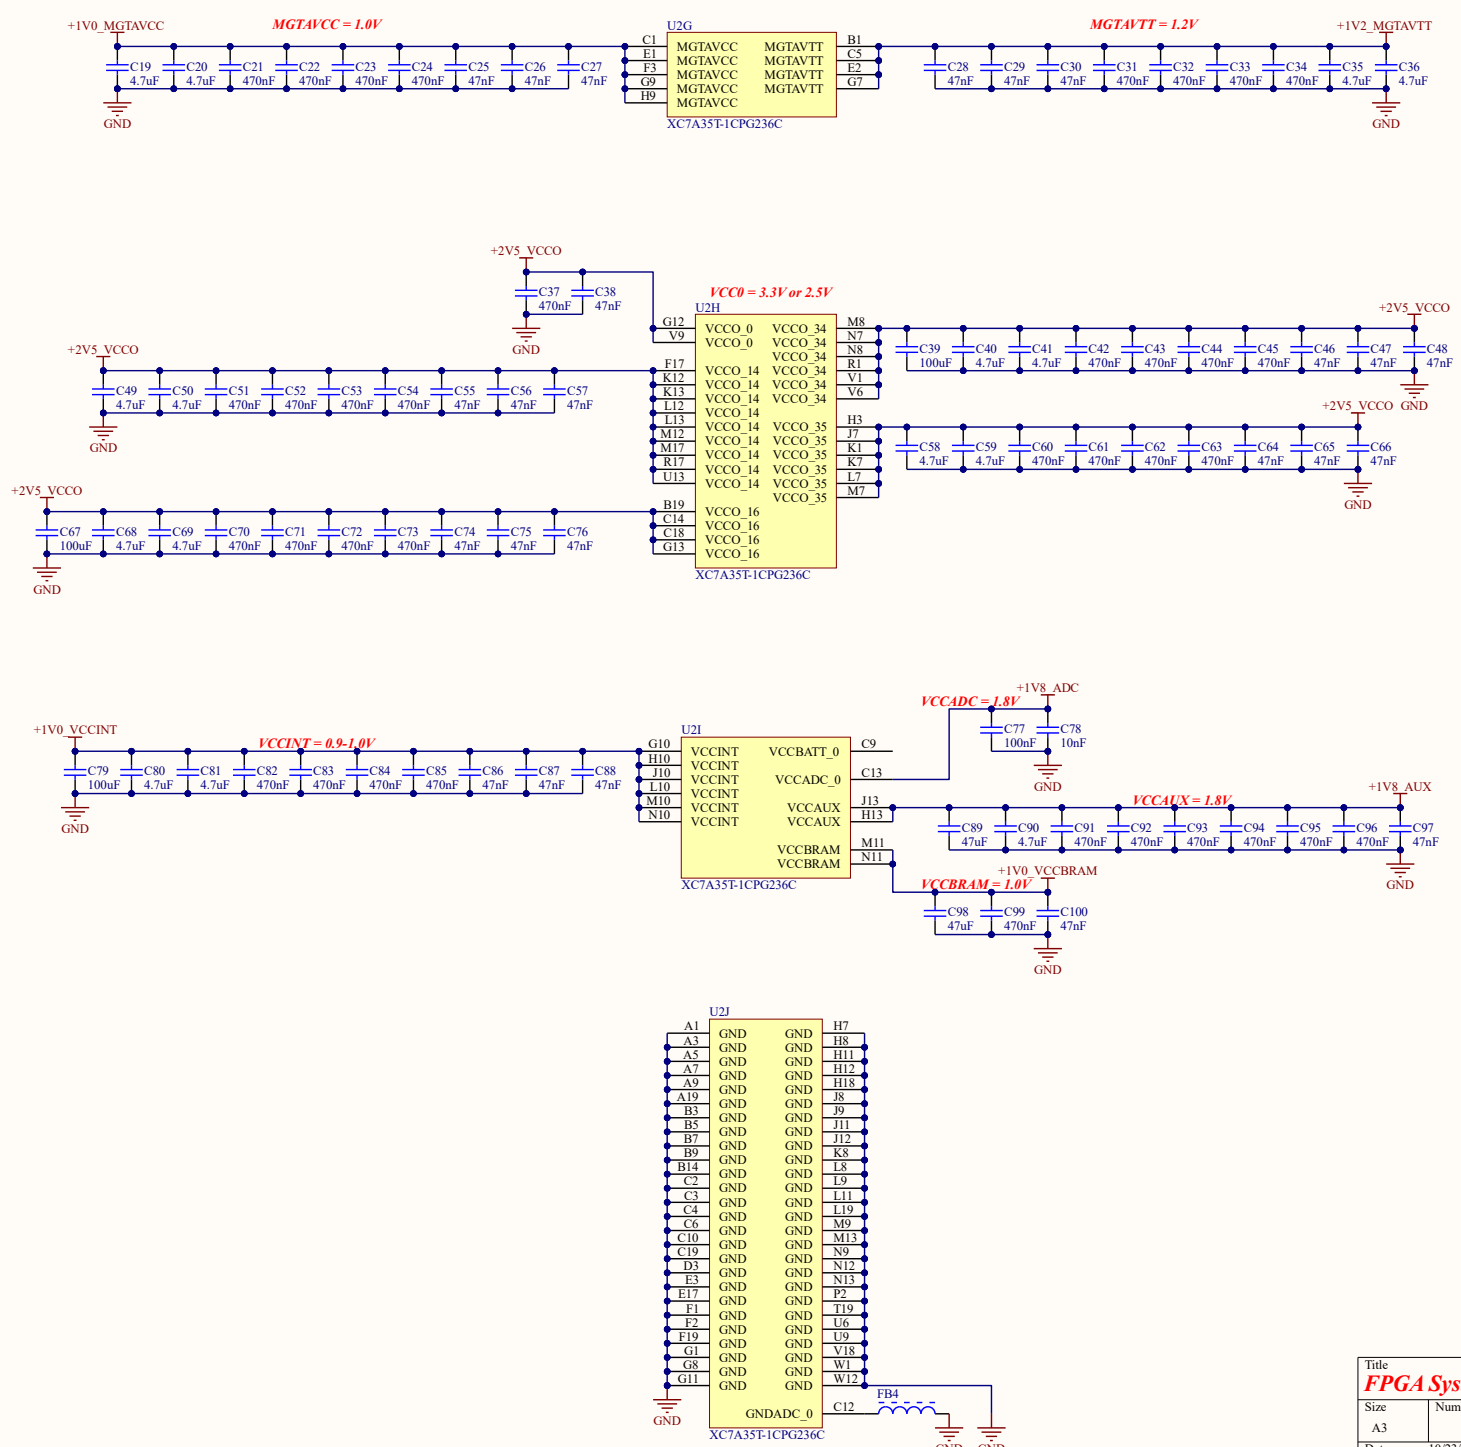 +1V0_MGTAVCC
MGTAVCC = 1.0V
U2G
MGTAVTT = 1.2V
+1V2_MGTAVTT
C19 C20 C21 C22 C23 C24 C25 C26 C27
4.7uF 4.7uF 470nF 470nF 470nF 470nF 470nF 47nF 47nF
GND
C1 MGTAVCC MGTAVTT B1
E1 MGTAVCC MGTAVTT C5
F3 MGTAVCC MGTAVTT E2
G9 MGTAVCC MGTAVTT G7
H9 MGTAVCC
XC7A35T-1CPG236C
C28 C29 C30 C31 C32 C33 C34 C35 C36
47nF 47nF 47nF 470nF 470nF 470nF 470nF 4.7uF 4.7uF
GND
+2V5_VCCO
C37 C38
470nF 47nF
GND
VCC0 = 3.3V or 2.5V
U2H
G12 VCCO_0 VCCO_34 M8
V9 VCCO_0 VCCO_34 N7
VCCO_34 N8
F17 VCCO_14 VCCO_34 R1
K12 VCCO_14 VCCO_34 V1
K13 VCCO_14 VCCO_34 V6
L12 VCCO_14
L13 VCCO_14 VCCO_35 H3
M12 VCCO_14 VCCO_35 J7
M17 VCCO_14 VCCO_35 K1
R17 VCCO_14 VCCO_35 K7
U13 VCCO_14 VCCO_35 L7
VCCO_35 M7
B19 VCCO_16
C14 VCCO_16
C18 VCCO_16
G13 VCCO_16
XC7A35T-1CPG236C
+2V5_VCCO
C39 C40 C41 C42 C43 C44 C45 C46 C47 C48
100uF 4.7uF 4.7uF 470nF 470nF 470nF 470nF 47nF 47nF 47nF
GND
+2V5_VCCO
C49 C50 C51 C52 C53 C54 C55 C56 C57
4.7uF 4.7uF 470nF 470nF 470nF 470nF 47nF 47nF 47nF
GND
+2V5_VCCO
C58 C59 C60 C61 C62 C63 C64 C65 C66
4.7uF 4.7uF 470nF 470nF 470nF 470nF 47nF 47nF 47nF
GND
+2V5_VCCO
C67 C68 C69 C70 C71 C72 C73 C74 C75 C76
100uF 4.7uF 4.7uF 470nF 470nF 470nF 470nF 47nF 47nF 47nF
GND
+1V0_VCCINT
VCCINT = 0.9-1.0V
C79 C80 C81 C82 C83 C84 C85 C86 C87 C88
100uF 4.7uF 4.7uF 470nF 470nF 470nF 470nF 47nF 47nF 47nF
GND
U2I
G10 VCCINT VCCBATT_0 C9
H10 VCCINT
J10 VCCINT VCCADC_0 C13
L10 VCCINT
M10 VCCINT VCCAUX J13
N10 VCCINT VCCAUX H13
VCCBRAM M11
VCCBRAM N11
XC7A35T-1CPG236C
VCCADC = 1.8V
+1V8_ADC
C77 C78
100nF 10nF
GND
VCCAUX = 1.8V
+1V8_AUX
C89 C90 C91 C92 C93 C94 C95 C96 C97
47uF 4.7uF 470nF 470nF 470nF 470nF 470nF 470nF 47nF
GND
VCCBRAM = 1.0V
+1V0_VCCBRAM
C98 C99 C100
47uF 470nF 47nF
GND
U2J
A1 GND GND H7
A3 GND GND H8
A5 GND GND H11
A7 GND GND H12
A9 GND GND H18
A19 GND GND J8
B3 GND GND J9
B5 GND GND J11
B7 GND GND J12
B9 GND GND K8
B14 GND GND L8
C2 GND GND L9
C3 GND GND L11
C4 GND GND L19
C6 GND GND M9
C10 GND GND M13
C19 GND GND N9
D3 GND GND N12
E3 GND GND N13
E17 GND GND P2
F1 GND GND T19
F2 GND GND U6
F19 GND GND U9
G1 GND GND V18
G8 GND GND W1
G11 GND GND W12
GND
GNDADC_0 C12
FB4
GND GND
XC7A35T-1CPG236C
Title
FPGA Sys
Size Num
A3